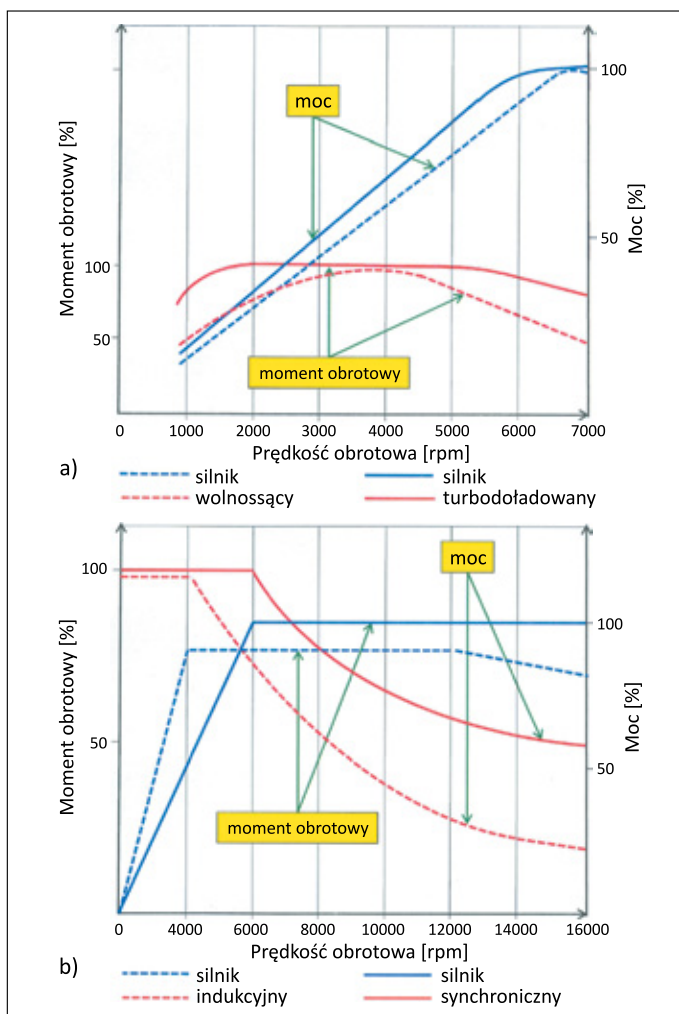 moc
100
Moment obrotowy [%]
Moc [%]
50
100
50
moment obrotowy
0 1000 2000 3000 4000 5000 6000 7000
Prędkość obrotowa [rpm]
a)
silnik silnik
wolnossący turbodoładowany
moc
100
100
Moment obrotowy [%]
Moc [%]
50
50
moment obrotowy
0 4000 6000 8000 10000 12000 14000 16000
Prędkość obrotowa [rpm]
b)
silnik silnik
indukcyjny synchroniczny